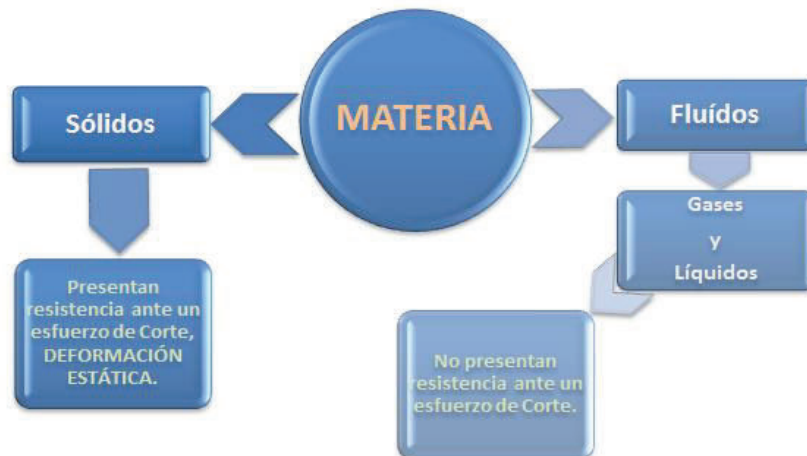 MATERIA
Sólidos
Presentan
resistencia ante un
esfuerzo de Corte,
DEFORMACIÓN
ESTÁTICA.
Fluídos
Gases
y
Líquidos
No presentan
resistencia ante un
esfuerzo de Corte.